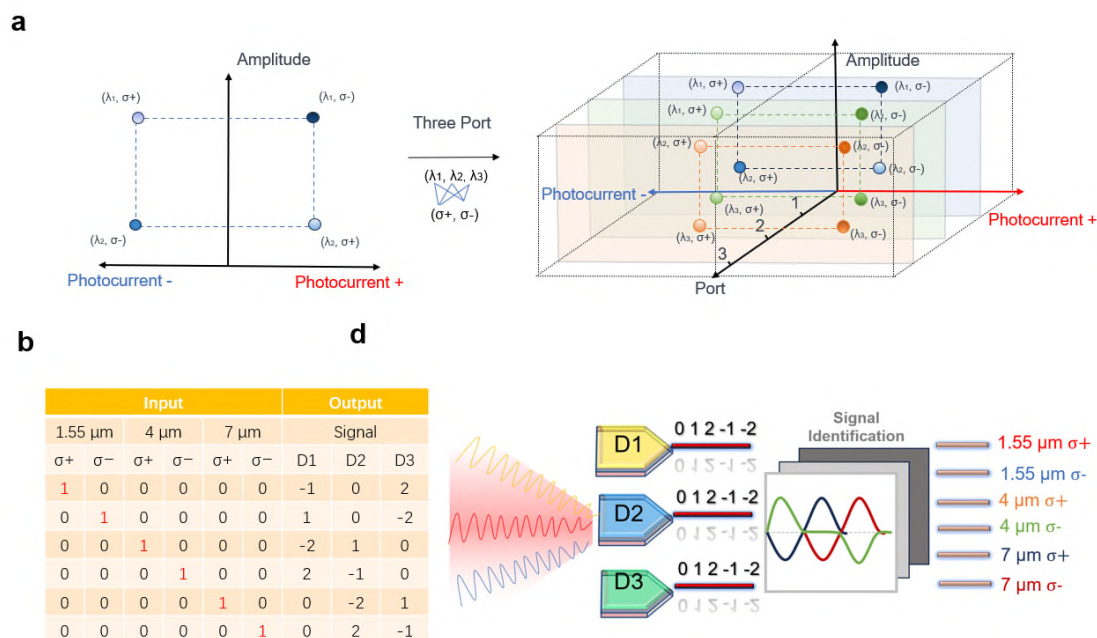 a
Amplitude
(λ₁, σ+)
(λ₁, σ-)
(λ₂, σ-)
(λ₂, σ+)
Photocurrent -
Photocurrent +
Three Port
(λ1, λ2, λ3)
(σ+, σ-)
Amplitude
(λ₁, σ+)
(λ₁, σ-)
(λ₁, σ+)
(λ₁, σ-)
(λ₂, σ+)
(λ₂, σ-)
(λ₂, σ+)
(λ₂, σ-)
Photocurrent -
(λ₃, σ+)
(λ₃, σ-)
1
Photocurrent +
(λ₃, σ+)
2
(λ₃, σ-)
3
Port
b
Input Output
1.55 μm 4 μm 7 μm Signal
σ+ σ− σ+ σ− σ+ σ− D1 D2 D3
1 0 0 0 0 0 -1 0 2
0 1 0 0 0 0 1 0 -2
0 0 1 0 0 0 -2 1 0
0 0 0 1 0 0 2 -1 0
0 0 0 0 1 0 0 -2 1
0 0 0 0 0 1 0 2 -1
d
D1
0 1 2 -1 -2
D2
0 1 2 -1 -2
D3
0 1 2 -1 -2
Signal
Identification
1.55 μm σ+
1.55 μm σ-
4 μm σ+
4 μm σ-
7 μm σ+
7 μm σ-